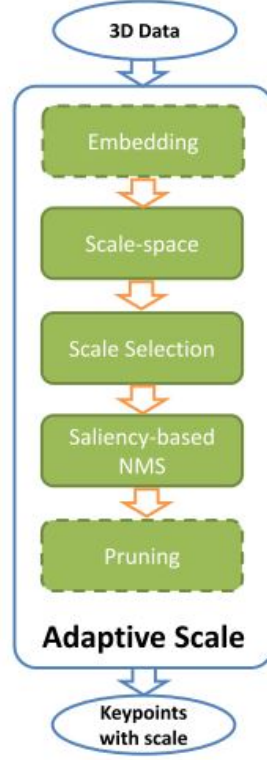 3D Data
Embedding
Scale-space
Scale Selection
Saliency-based
NMS
Pruning
Adaptive Scale
Keypoints
with scale